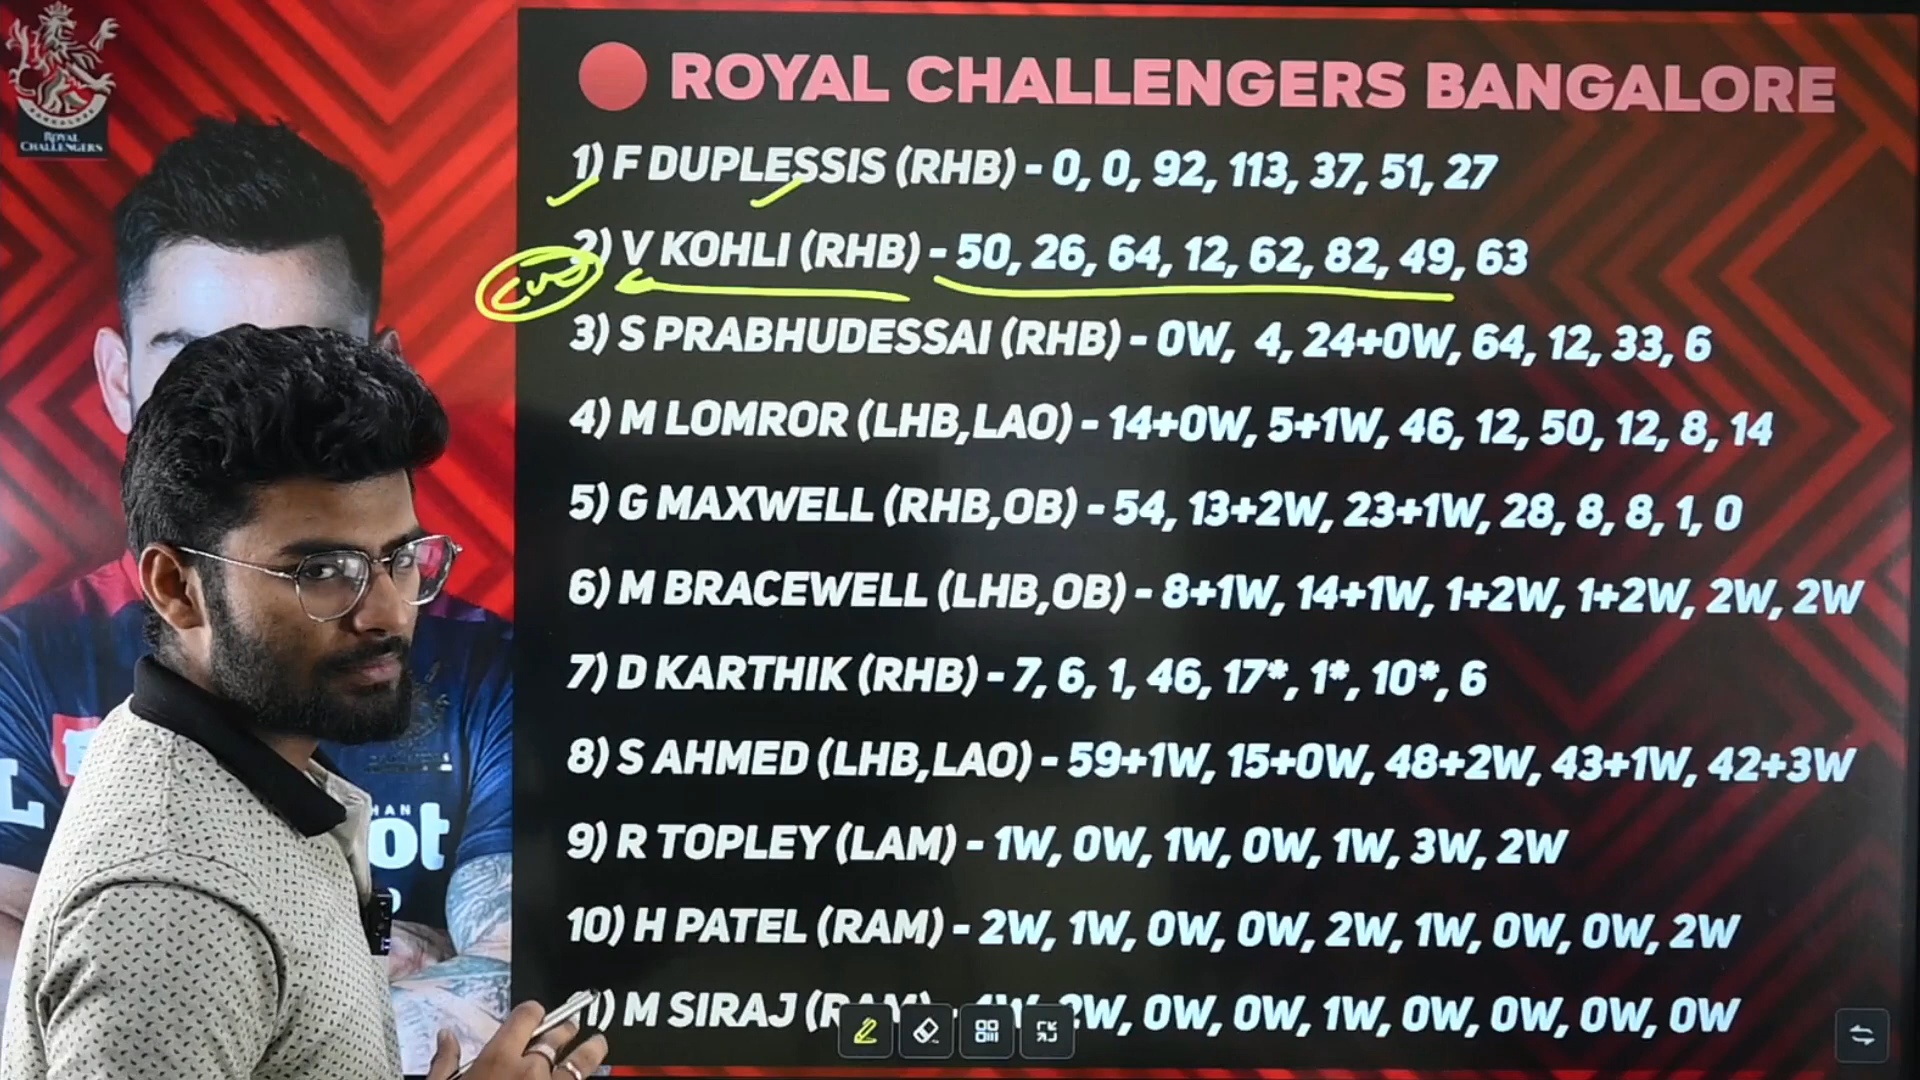 ROYAL CHALLENGERS
ROYAL CHALLENGERS BANGALORE
1) F DUPLESSIS (RHB) - 0, 0, 92, 113, 37, 51, 27
2) V KOHLI (RHB) - 50, 26, 64, 12, 62, 82, 49, 63
3) S PRABHUDESSAI (RHB) - 0W, 4, 24+0W, 64, 12, 33, 6
4) M LOMROR (LHB,LAO) - 14+0W, 5+1W, 46, 12, 50, 12, 8, 14
5) G MAXWELL (RHB,OB) - 54, 13+2W, 23+1W, 28, 8, 8, 1, 0
6) M BRACEWELL (LHB,OB) - 8+1W, 14+1W, 1+2W, 1+2W, 2W, 2W
7) D KARTHIK (RHB) - 7, 6, 1, 46, 17*, 1*, 10*, 6
8) S AHMED (LHB,LAO) - 59+1W, 15+0W, 48+2W, 43+1W, 42+3W
9) R TOPLEY (LAM) - 1W, 0W, 1W, 0W, 1W, 3W, 2W
10) H PATEL (RAM) - 2W, 1W, 0W, 0W, 2W, 1W, 0W, 0W, 2W
11) M SIRAJ (RAM) - 2W, 0W, 0W, 1W, 0W, 0W, 0W, 0W